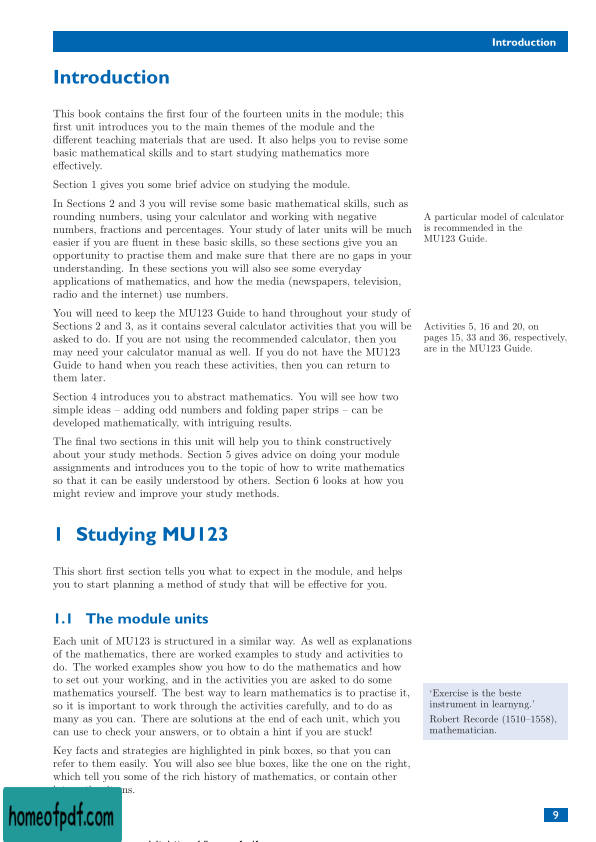 Introduction
Introduction
This book contains the first four of the fourteen units in the module; this
first unit introduces you to the main themes of the module and the
different teaching materials that are used. It also helps you to revise some
basic mathematical skills and to start studying mathematics more
effectively.
Section 1 gives you some brief advice on studying the module.
In Sections 2 and 3 you will revise some basic mathematical skills, such as
rounding numbers, using your calculator and working with negative
numbers, fractions and percentages. Your study of later units will be much
easier if you are fluent in these basic skills, so these sections give you an
opportunity to practise them and make sure that there are no gaps in your
understanding. In these sections you will also see some everyday
applications of mathematics, and how the media (newspapers, television,
radio and the internet) use numbers.
A particular model of calculator
is recommended in the
MU123 Guide.
You will need to keep the MU123 Guide to hand throughout your study of
Sections 2 and 3, as it contains several calculator activities that you will be
asked to do. If you are not using the recommended calculator, then you
may need your calculator manual as well. If you do not have the MU123
Guide to hand when you reach these activities, then you can return to
them later.
Activities 5, 16 and 20, on
pages 15, 33 and 36, respectively,
are in the MU123 Guide.
Section 4 introduces you to abstract mathematics. You will see how two
simple ideas – adding odd numbers and folding paper strips – can be
developed mathematically, with intriguing results.
The final two sections in this unit will help you to think constructively
about your study methods. Section 5 gives advice on doing your module
assignments and introduces you to the topic of how to write mathematics
so that it can be easily understood by others. Section 6 looks at how you
might review and improve your study methods.
1 Studying MU123
This short first section tells you what to expect in the module, and helps
you to start planning a method of study that will be effective for you.
1.1 The module units
Each unit of MU123 is structured in a similar way. As well as explanations
of the mathematics, there are worked examples to study and activities to
do. The worked examples show you how to do the mathematics and how
to set out your working, and in the activities you are asked to do some
mathematics yourself. The best way to learn mathematics is to practise it,
so it is important to work through the activities carefully, and to do as
many as you can. There are solutions at the end of each unit, which you
can use to check your answers, or to obtain a hint if you are stuck!
‘Exercise is the beste
instrument in learnyng.’
Robert Recorde (1510–1558),
mathematician.
Key facts and strategies are highlighted in pink boxes, so that you can
refer to them easily. You will also see blue boxes, like the one on the right,
which tell you some of the rich history of mathematics, or contain other
homeofpdf.com
9